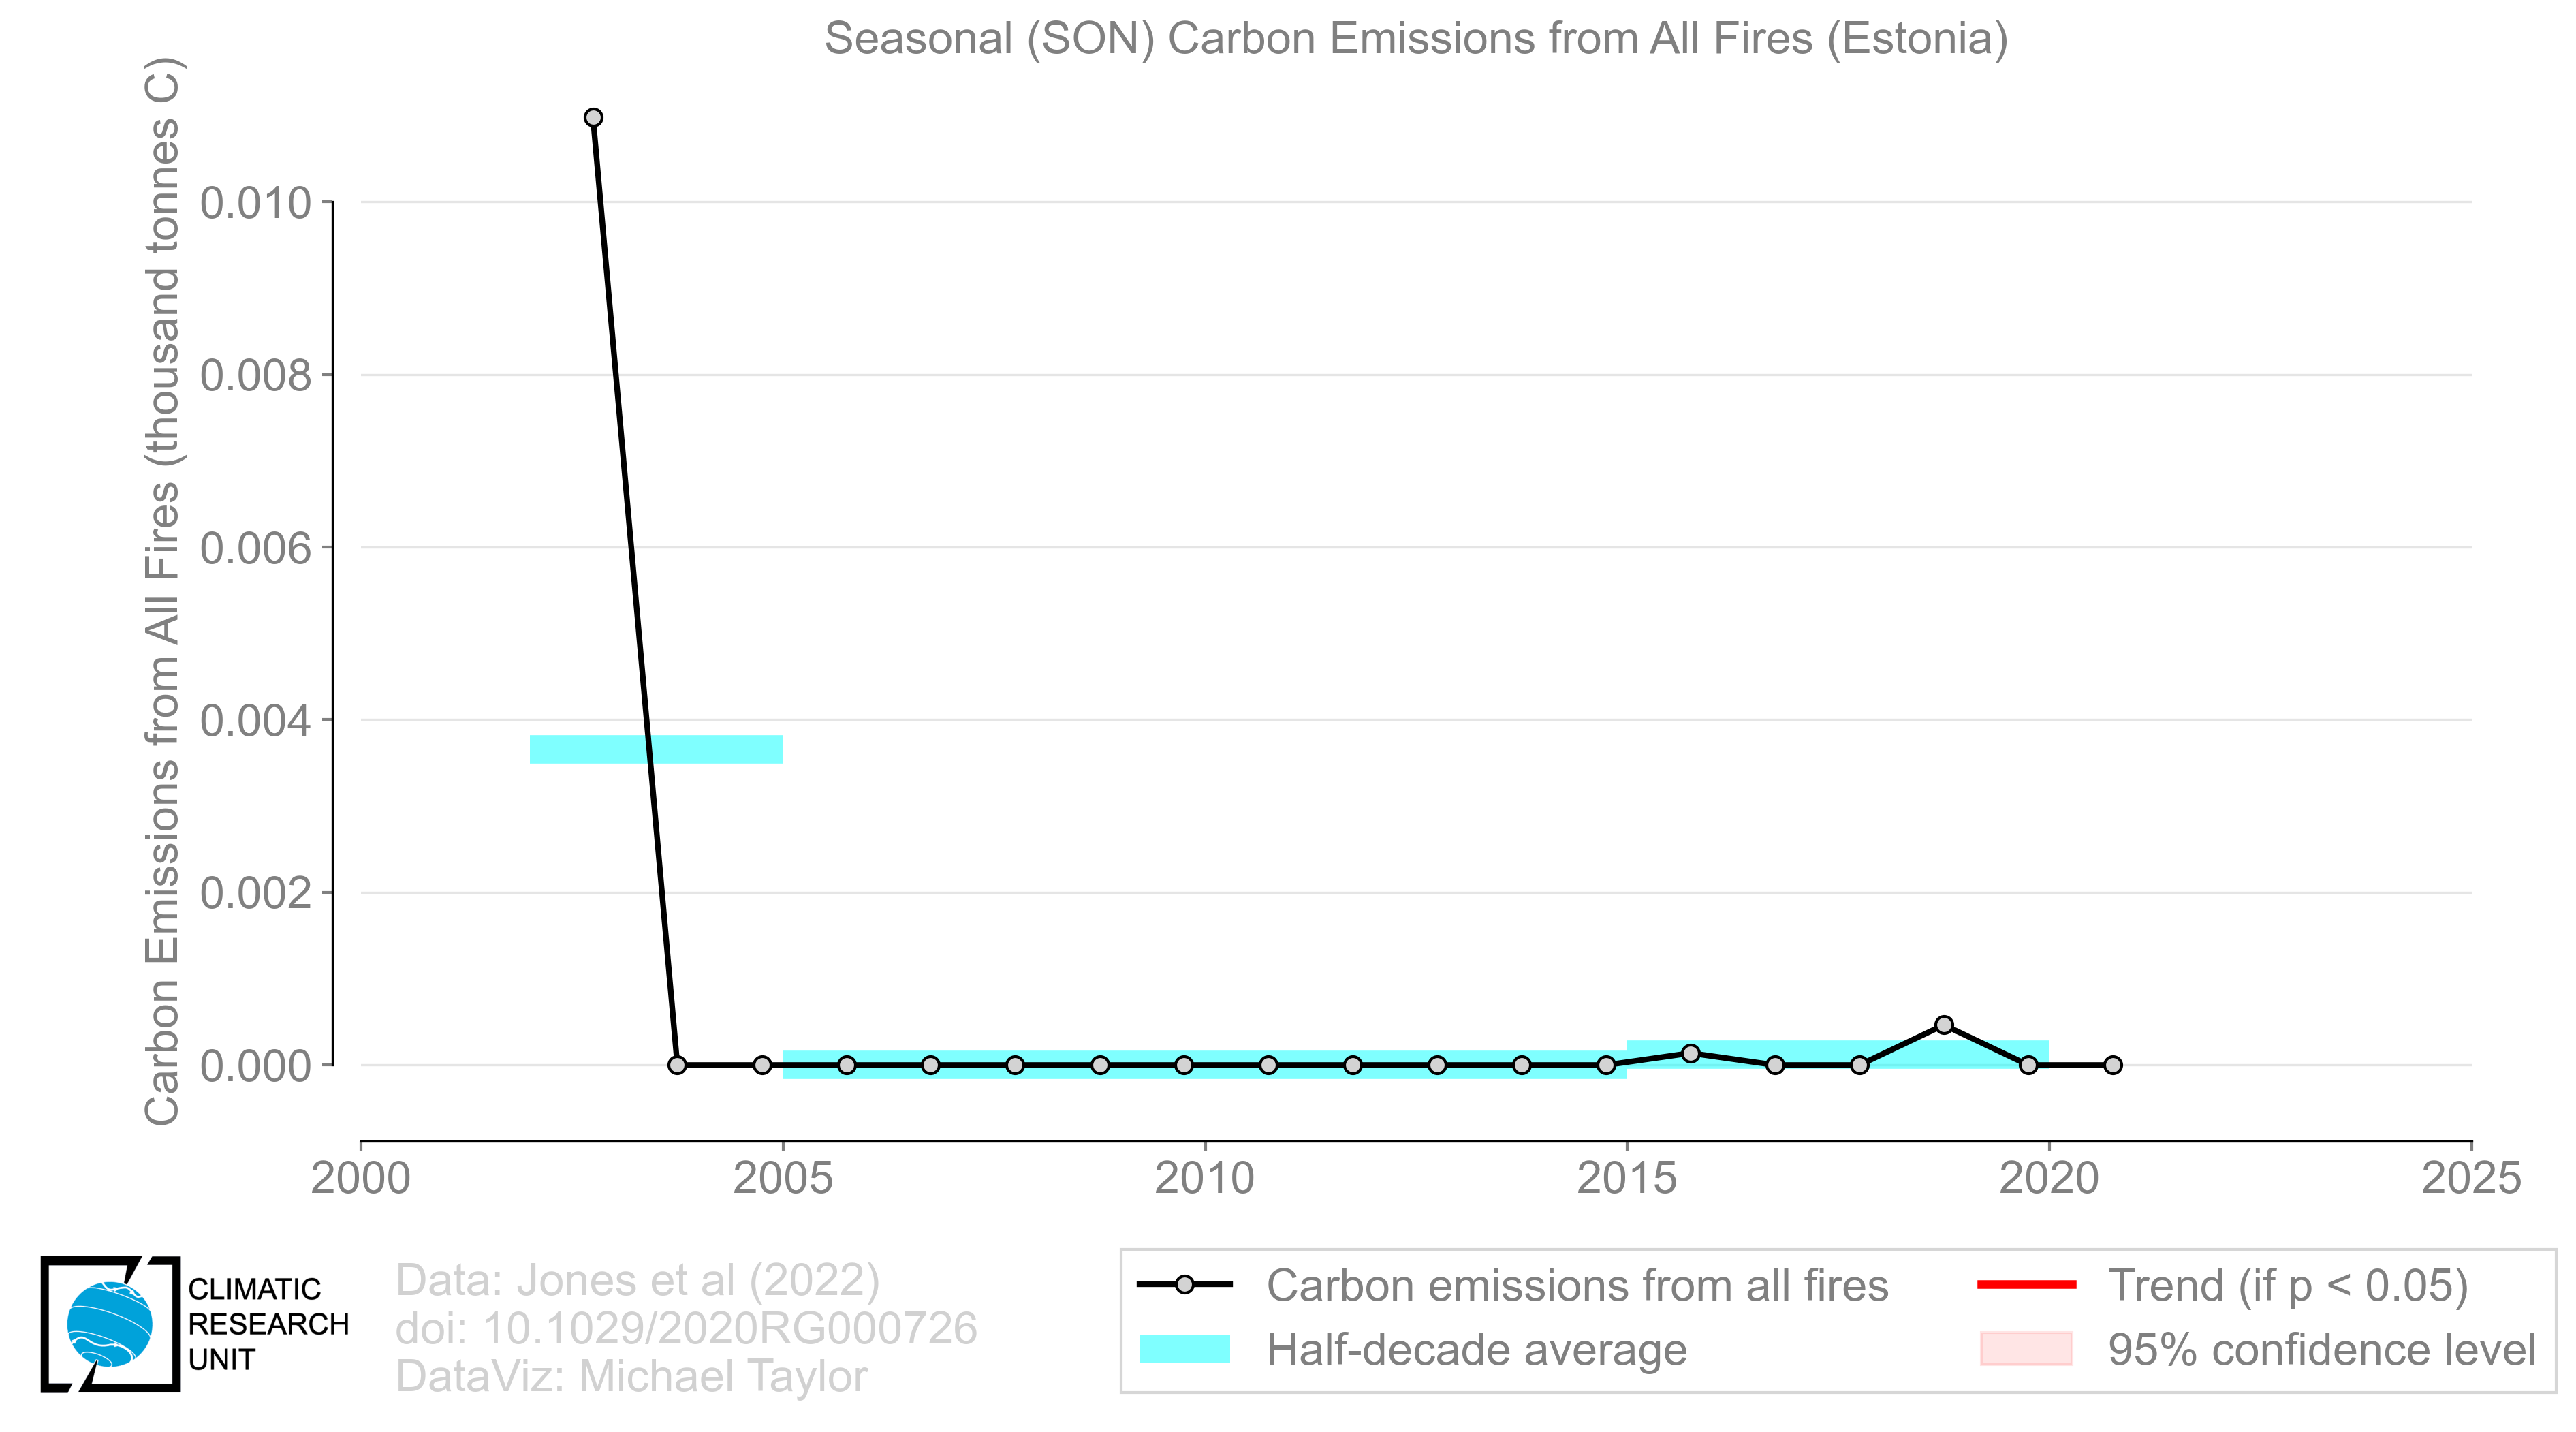 Seasonal (SON) Carbon Emissions from All Fires (Estonia)
Carbon Emissions from All Fires (thousand tonnes C)
0.010
0.008
0.006
0.004
0.002
0.000
2000
2005
2010
2015
2020
2025
CLIMATIC
RESEARCH
UNIT
Data: Jones et al (2022)
doi: 10.1029/2020RG000726
DataViz: Michael Taylor
Carbon emissions from all fires
Half-decade average
Trend (if p < 0.05)
95% confidence level